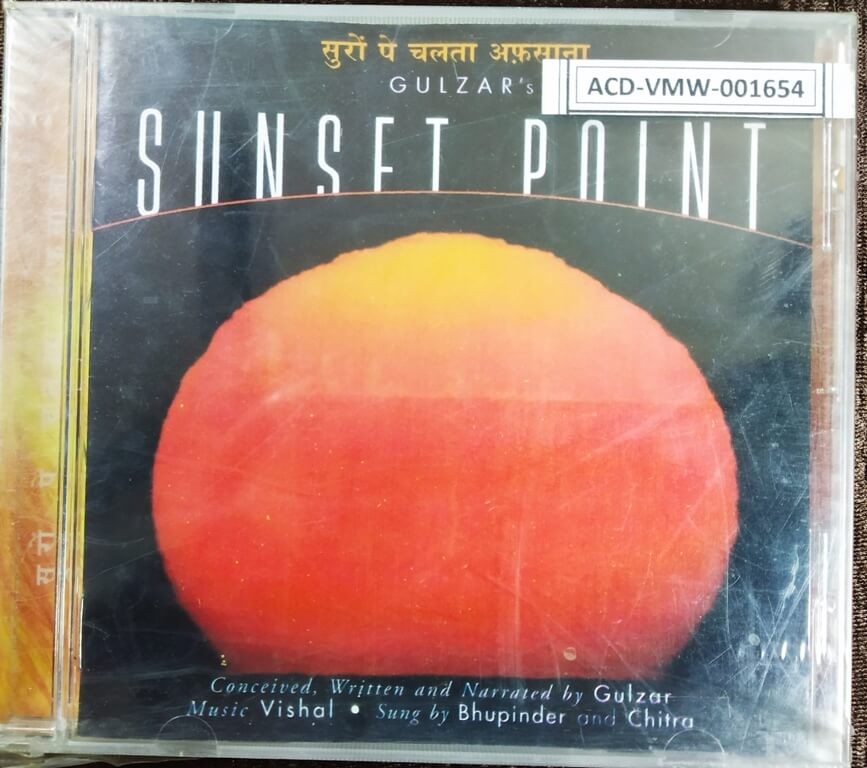 सुरों पे चलता अफ़साना
GULZAR's
ACD-VMW-001654
SUNSET POINT
Conceived, Written and Narrated by Gulzar
Music Vishal • Sung by Bhupinder and Chitra
सुरों पे